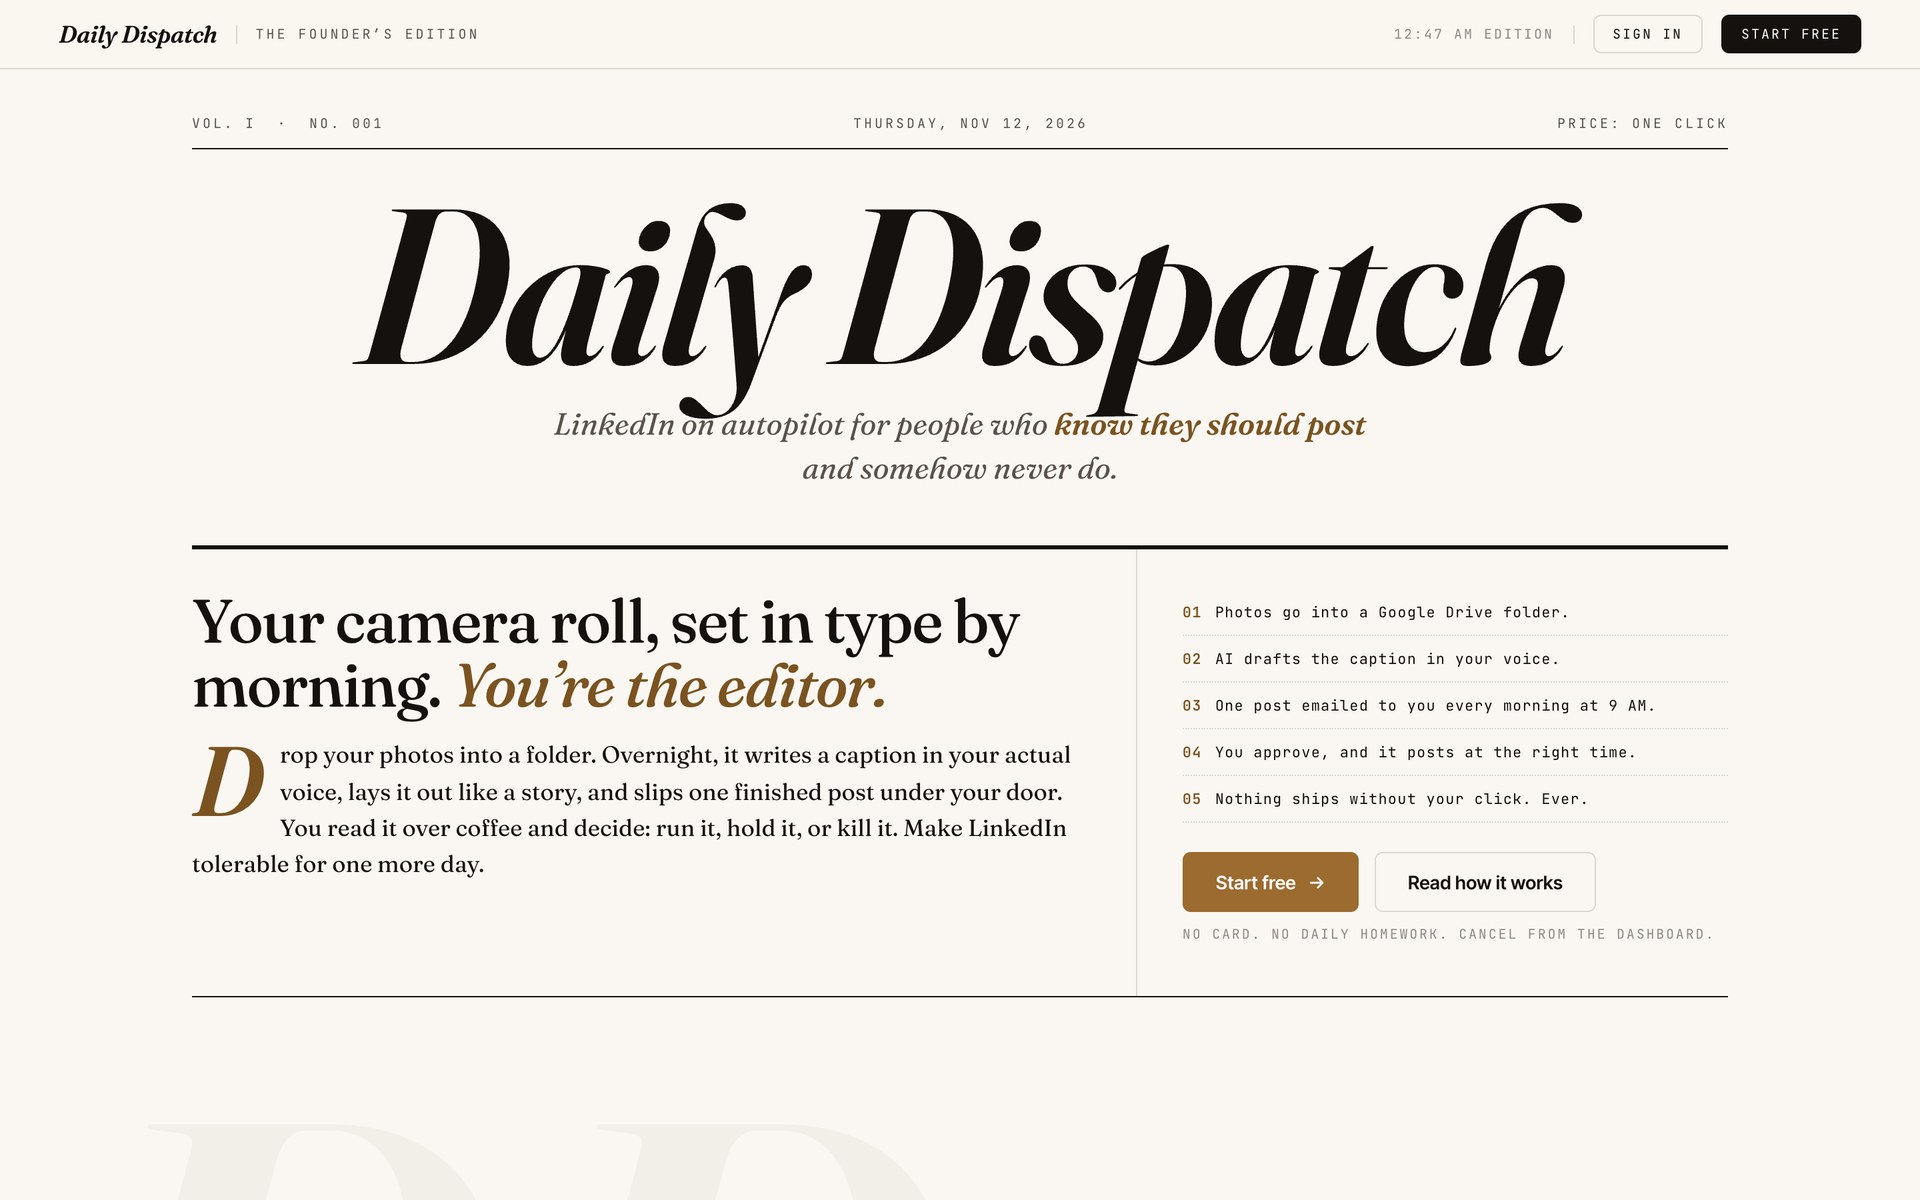 Daily Dispatch
THE FOUNDER’S EDITION
12:47 AM EDITION
SIGN IN
START FREE
VOL. I · NO. 001
THURSDAY, NOV 12, 2026
PRICE: ONE CLICK
Daily Dispatch
LinkedIn on autopilot for people who know they should post
and somehow never do.
Your camera roll, set in type by
morning. You’re the editor.
Drop your photos into a folder. Overnight, it writes a caption in your actual
voice, lays it out like a story, and slips one finished post under your door.
You read it over coffee and decide: run it, hold it, or kill it. Make LinkedIn
tolerable for one more day.
01 Photos go into a Google Drive folder.
02 AI drafts the caption in your voice.
03 One post emailed to you every morning at 9 AM.
04 You approve, and it posts at the right time.
05 Nothing ships without your click. Ever.
Start free →
Read how it works
NO CARD. NO DAILY HOMEWORK. CANCEL FROM THE DASHBOARD.